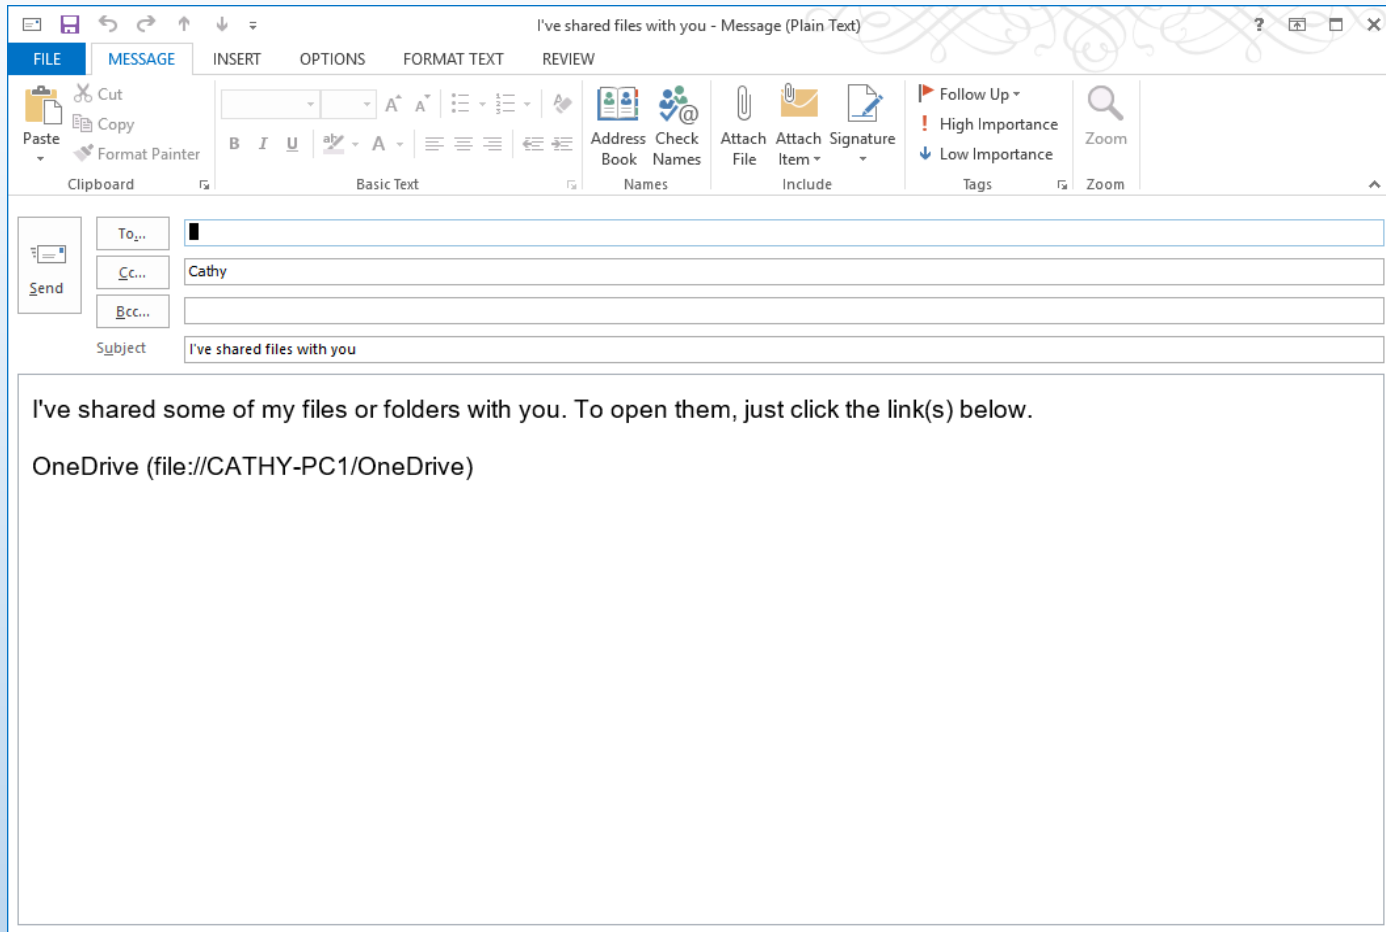 I've shared files with you - Message (Plain Text)
?
FILE MESSAGE INSERT OPTIONS FORMAT TEXT REVIEW
Paste
Cut
Copy
Format Painter
Clipboard
B I U A
Basic Text
Address Book
Check Names
Names
Attach File
Attach Item
Signature
Include
Follow Up
! High Importance
Low Importance
Tags
Zoom
Zoom
Send
To...
Cc... Cathy
Bcc...
Subject I've shared files with you
I've shared some of my files or folders with you. To open them, just click the link(s) below.
OneDrive (file://CATHY-PC1/OneDrive)